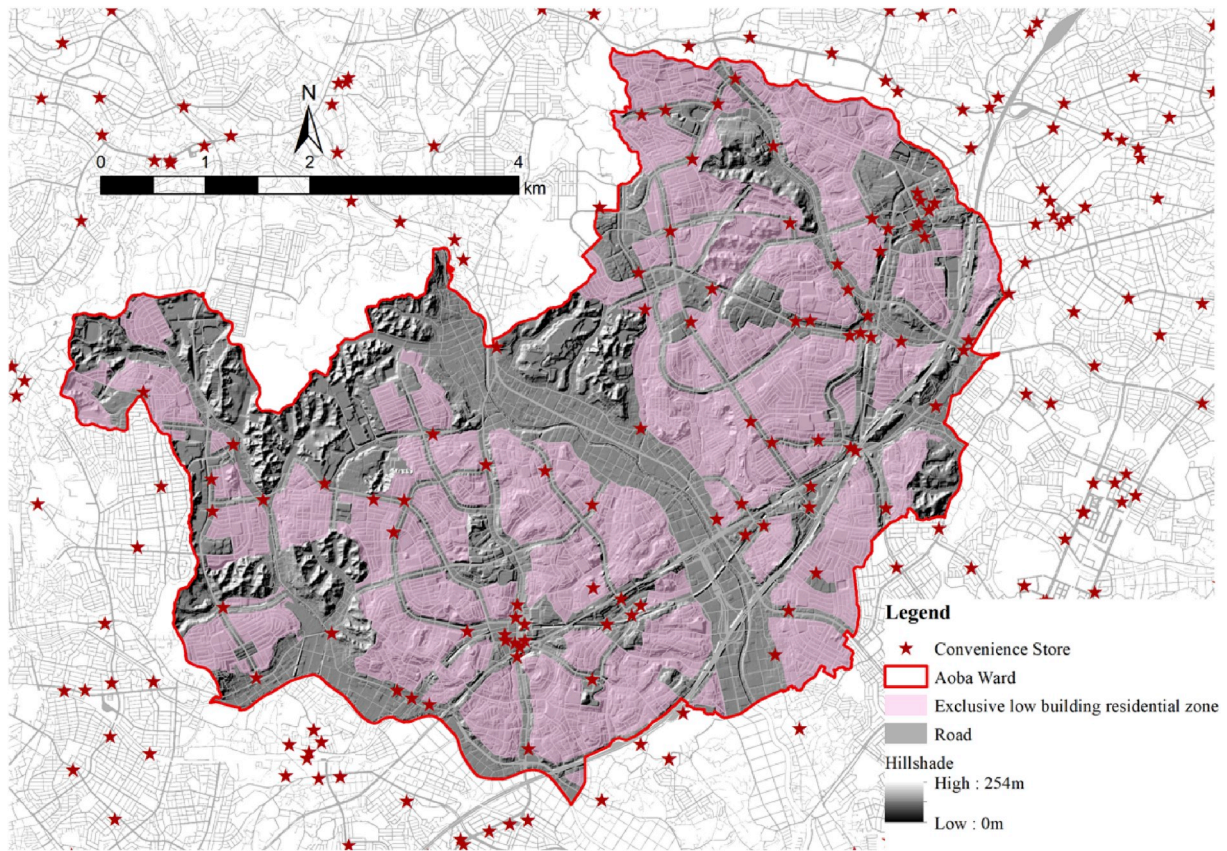 N
0 1 2 4
km
Legend
Convenience Store
Aoba Ward
Exclusive low building residential zone
Road
Hillshade
High : 254m
Low : 0m